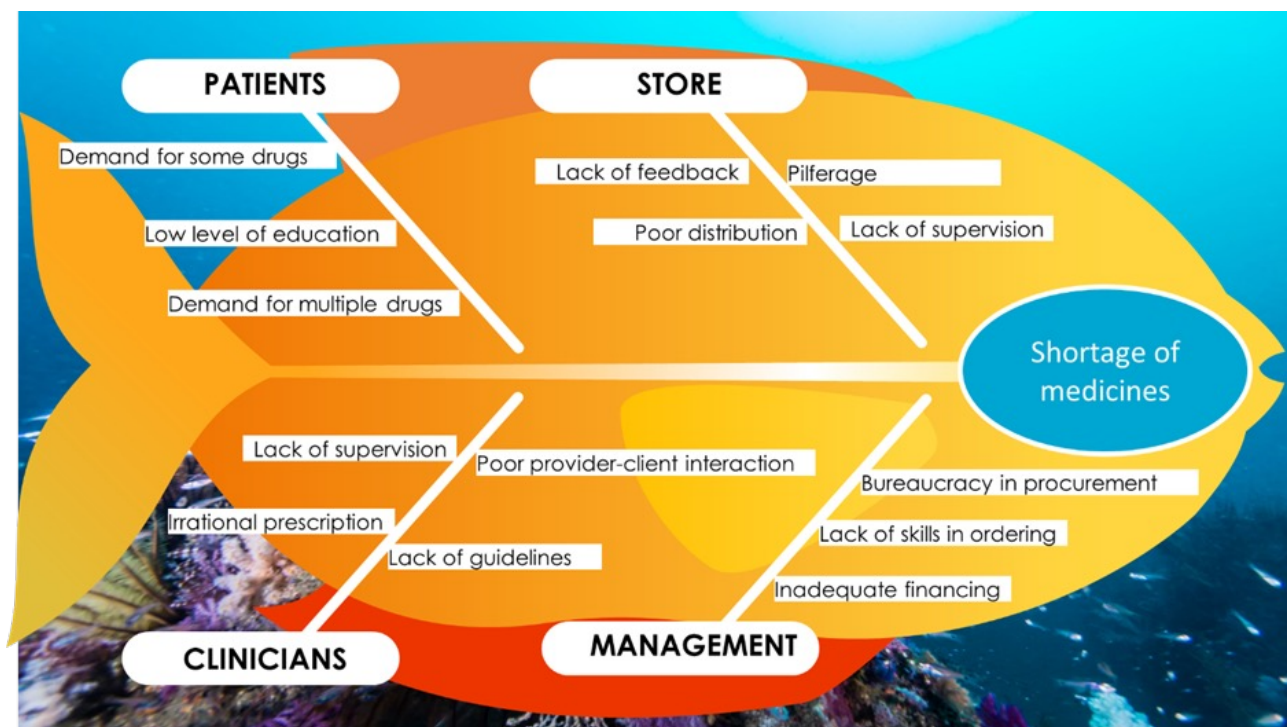 PATIENTS
STORE
Demand for some drugs
Lack of feedback
Pilferage
Low level of education
Poor distribution
Lack of supervision
Demand for multiple drugs
Shortage of
medicines
Lack of supervision
Poor provider-client interaction
Bureaucracy in procurement
Irrational prescription
Lack of skills in ordering
Lack of guidelines
Inadequate financing
CLINICIANS
MANAGEMENT